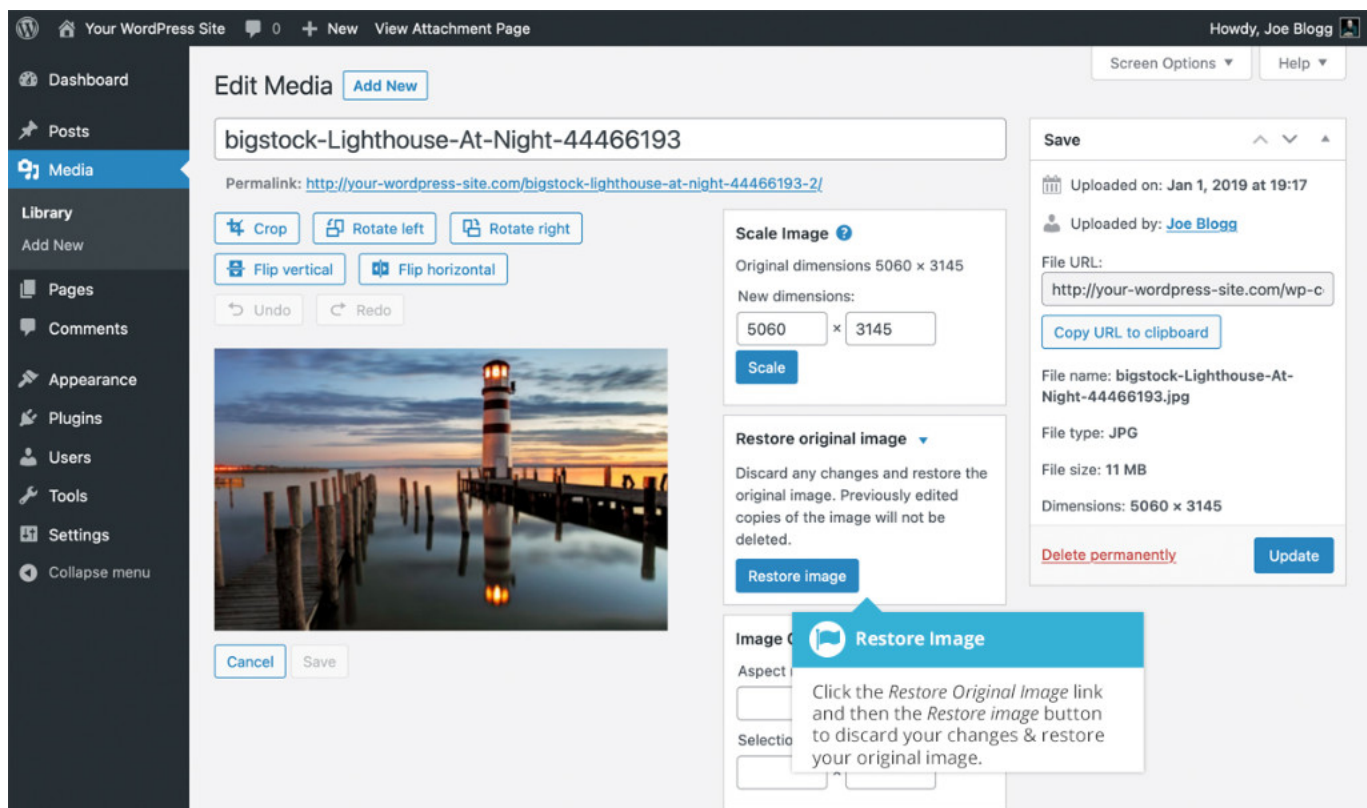 Your WordPress Site 0 + New View Attachment Page Howdy, Joe Blogg
Screen Options ▼ Help ▼
Dashboard
Posts
Media
Library
Add New
Pages
Comments
Appearance
Plugins
Users
Tools
Settings
Collapse menu
Edit Media Add New
bigstock-Lighthouse-At-Night-44466193
Permalink: http://your-wordpress-site.com/bigstock-lighthouse-at-night-44466193-2/
Crop Rotate left Rotate right
Flip vertical Flip horizontal
Undo Redo
Cancel Save
Scale Image ?
Original dimensions 5060 × 3145
New dimensions:
5060 × 3145
Scale
Restore original image ▼
Discard any changes and restore the
original image. Previously edited
copies of the image will not be
deleted.
Restore image
Image
Aspect
Restore Image
Click the Restore Original Image link
and then the Restore image button
to discard your changes & restore
your original image.
Save
Uploaded on: Jan 1, 2019 at 19:17
Uploaded by: Joe Blogg
File URL:
http://your-wordpress-site.com/wp-c
Copy URL to clipboard
File name: bigstock-Lighthouse-At-
Night-44466193.jpg
File type: JPG
File size: 11 MB
Dimensions: 5060 × 3145
Delete permanently Update